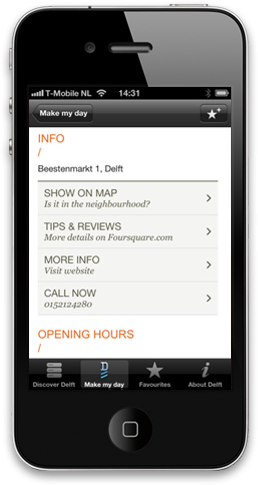 T-Mobile NL 14:31
Make my day
INFO
/
Beestenmarkt 1, Delft
SHOW ON MAP
Is it in the neighbourhood?
TIPS & REVIEWS
More details on Foursquare.com
MORE INFO
Visit website
CALL NOW
0152124280
OPENING HOURS
/
Discover Delft Make my day Favourites About Delft